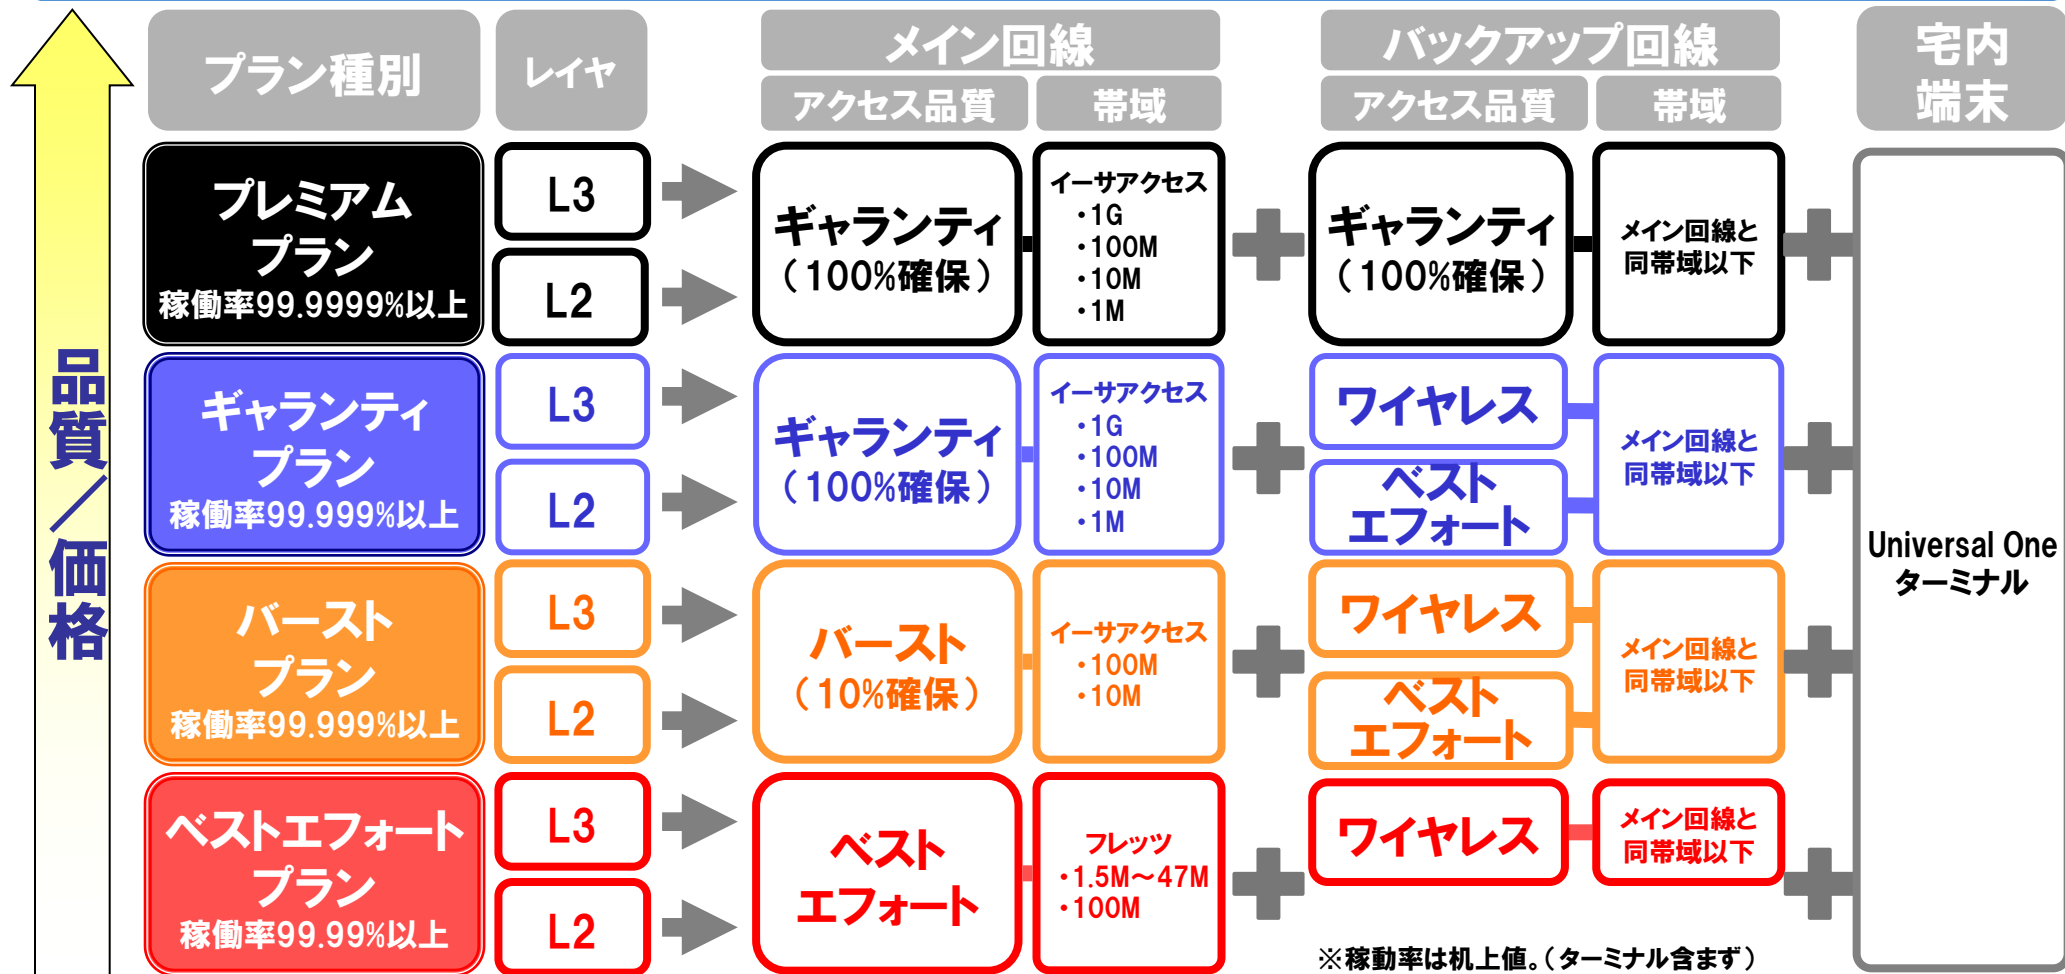 プラン種別
レイヤ
メイン回線
アクセス品質
帯域
バックアップ回線
アクセス品質
帯域
宅内
端末
品質／価格
プレミアム
プラン
稼働率99.9999%以上
L3
L2
ギャランティ
（100%確保）
イーサアクセス
・1G
・100M
・10M
・1M
ギャランティ
（100%確保）
メイン回線と
同帯域以下
ギャランティ
プラン
稼働率99.999%以上
L3
L2
ギャランティ
（100%確保）
イーサアクセス
・1G
・100M
・10M
・1M
ワイヤレス
ベスト
エフォート
メイン回線と
同帯域以下
バースト
プラン
稼働率99.999%以上
L3
L2
バースト
（10%確保）
イーサアクセス
・100M
・10M
ワイヤレス
ベスト
エフォート
メイン回線と
同帯域以下
ベストエフォート
プラン
稼働率99.99%以上
L3
L2
ベスト
エフォート
フレッツ
・1.5M～47M
・100M
ワイヤレス
メイン回線と
同帯域以下
Universal One
ターミナル
※稼動率は机上値。（ターミナル含まず）